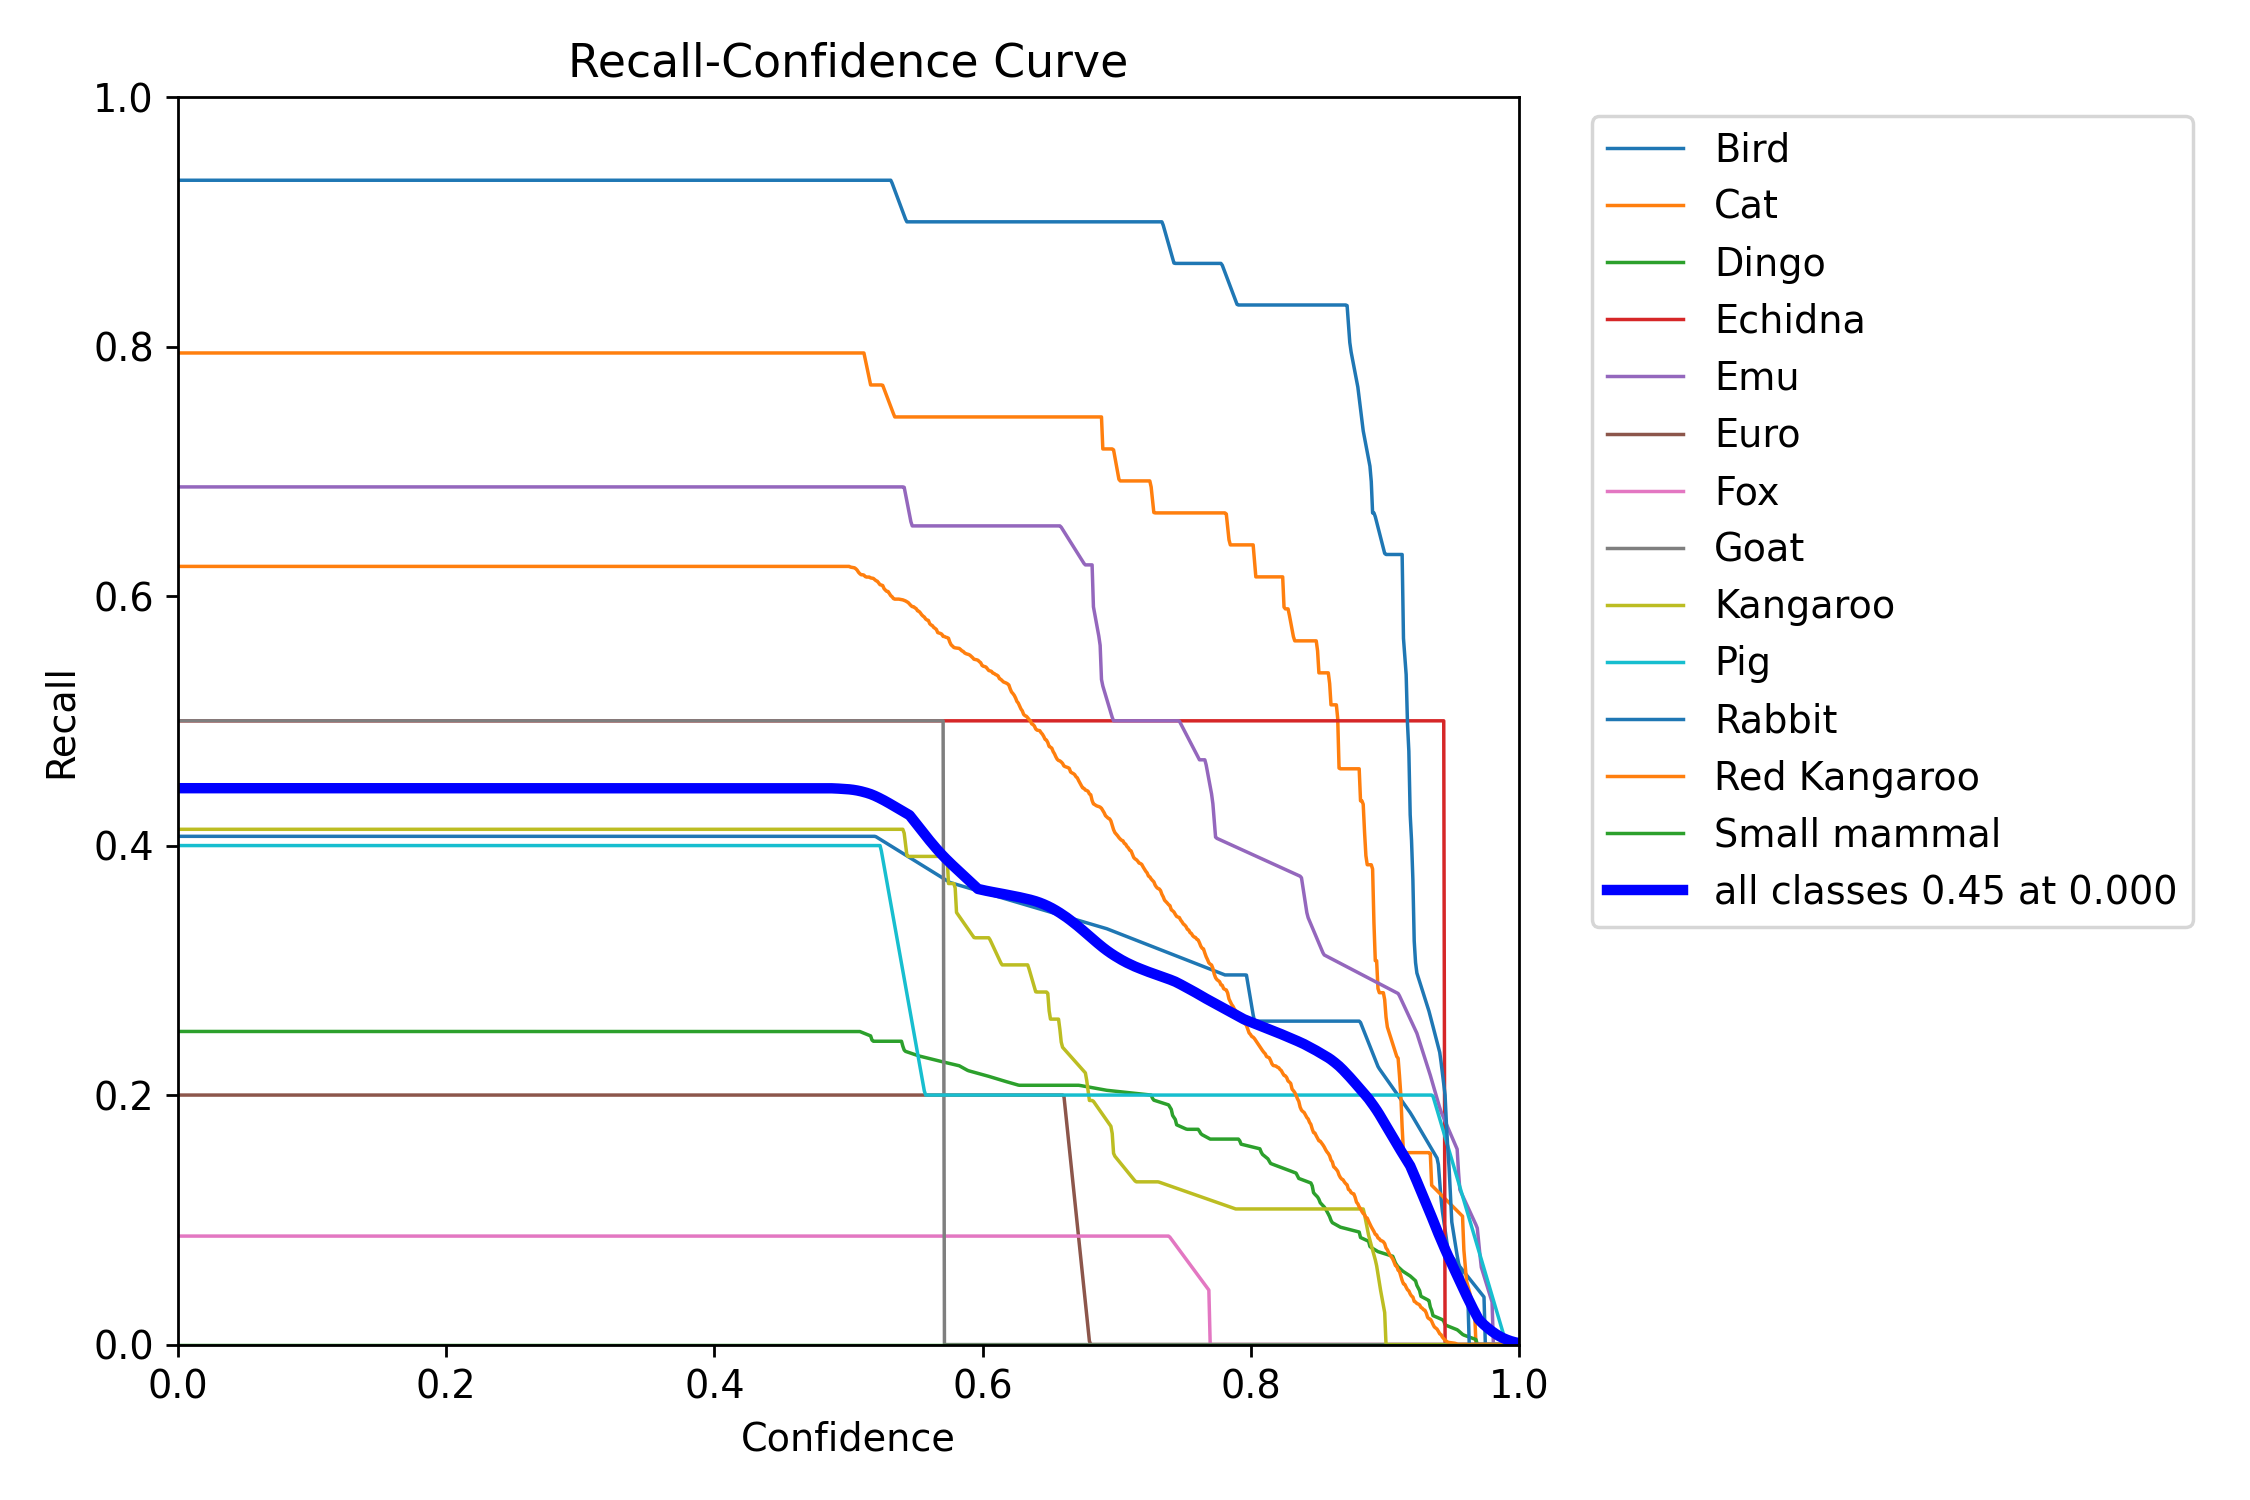 Recall-Confidence Curve
1.0
0.8
0.6
0.4
0.2
0.0
Recall
0.0 0.2 0.4 0.6 0.8 1.0
Confidence
Bird
Cat
Dingo
Echidna
Emu
Euro
Fox
Goat
Kangaroo
Pig
Rabbit
Red Kangaroo
Small mammal
all classes 0.45 at 0.000